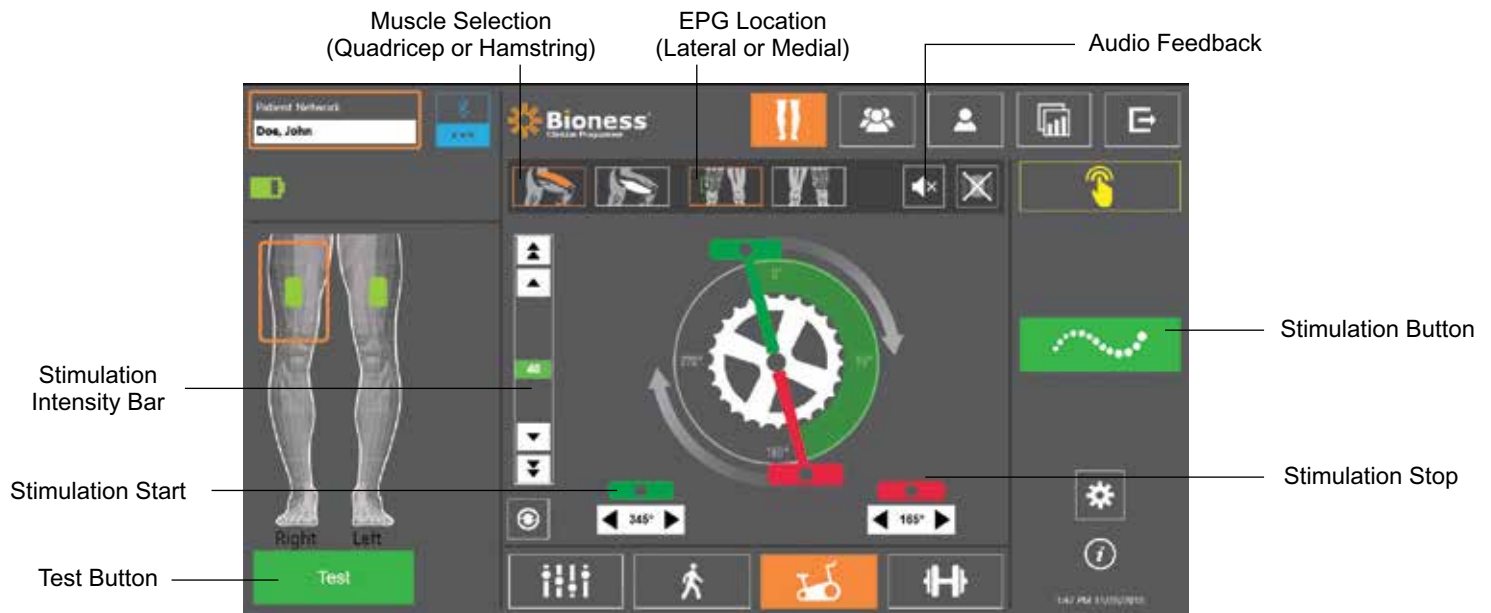 Muscle Selection
(Quadricep or Hamstring)
EPG Location
(Lateral or Medial)
Audio Feedback
Patient Network
Doe, John
Bioness
Clinician Programmer
0°
90°
40
270°
180°
Stimulation Button
Stimulation
Intensity Bar
Stimulation Start
345°
165°
Stimulation Stop
Right Left
Test Button
Test
i